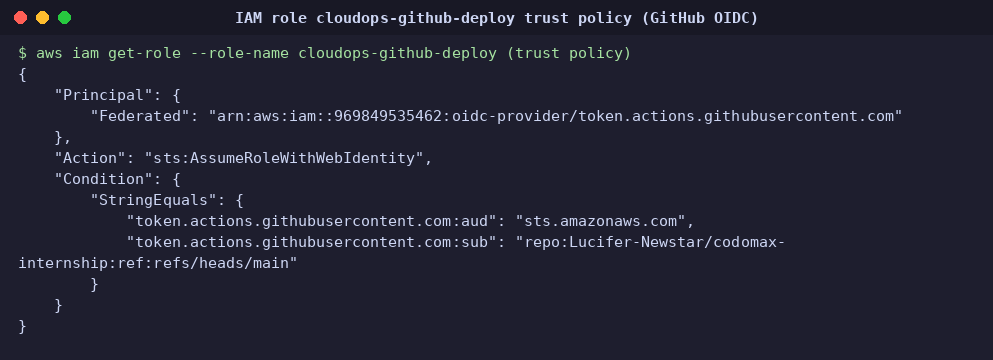 IAM role cloudops-github-deploy trust policy (GitHub OIDC)
$ aws iam get-role --role-name cloudops-github-deploy (trust policy)
{
    "Principal": {
        "Federated": "arn:aws:iam::969849535462:oidc-provider/token.actions.githubusercontent.com"
    },
    "Action": "sts:AssumeRoleWithWebIdentity",
    "Condition": {
        "StringEquals": {
            "token.actions.githubusercontent.com:aud": "sts.amazonaws.com",
            "token.actions.githubusercontent.com:sub": "repo:Lucifer-Newstar/codomax-
internship:ref:refs/heads/main"
        }
    }
}